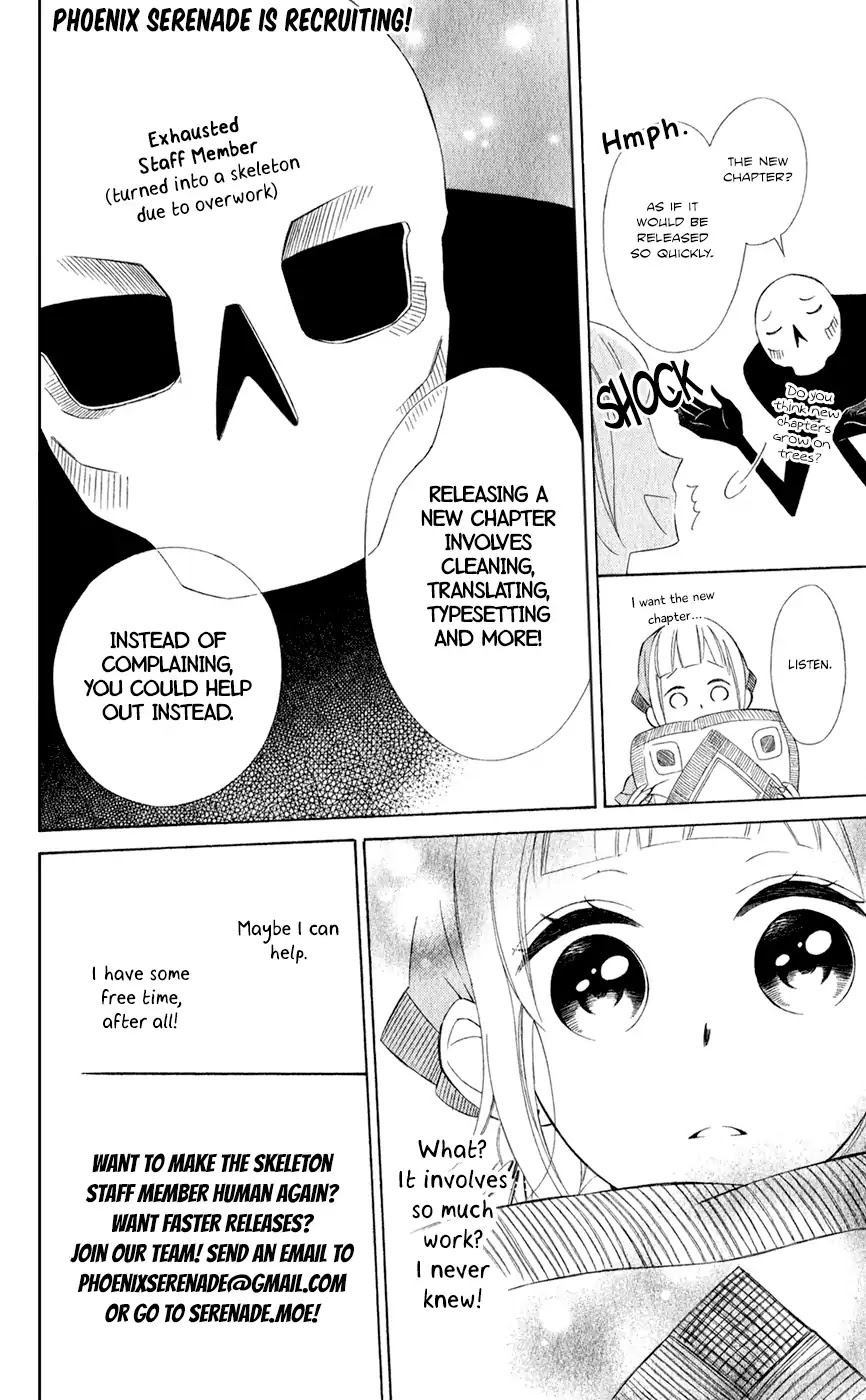 PHOENIX SERENADE IS RECRUITING!
Hmph.
THE NEW
CHAPTER?
AS IF IT
WOULD BE
RELEASED
SO QUICKLY.
SHOCK
Do you
think new
chapters
grow on
trees?
I want the new
chapter...
LISTEN.
Exhausted
Staff Member
(turned into a skeleton
due to overwork)
RELEASING A
NEW CHAPTER
INVOLVES
CLEANING,
TRANSLATING,
TYPESETTING
AND MORE!
INSTEAD OF
COMPLAINING,
YOU COULD HELP
OUT INSTEAD.
What?
It involves
so much
work?
I never
knew!
Maybe I can
help.
I have some
free time,
after all!
WANT TO MAKE THE SKELETON
STAFF MEMBER HUMAN AGAIN?
WANT FASTER RELEASES?
JOIN OUR TEAM! SEND AN EMAIL TO
PHOENIXSERENADE@GMAIL.COM
OR GO TO SERENADE.MOE!